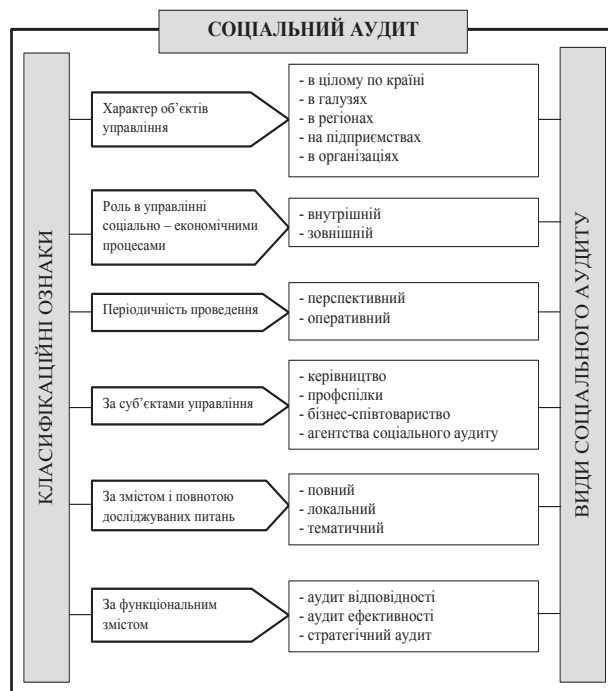 СОЦІАЛЬНИЙ АУДИТ
КЛАСИФІКАЦІЙНІ ОЗНАКИ
Характер об’єктів
управління
- в цілому по країні
- в галузях
- в регіонах
- на підприємствах
- в організаціях
Роль в управлінні
соціально – економічними
процесами
- внутрішній
- зовнішній
Періодичність проведення
- перспективний
- оперативний
За суб’єктами управління
- керівництво
- профспілки
- бізнес-співтовариство
- агентства соціального аудиту
За змістом і повнотою
досліджуваних питань
- повний
- локальний
- тематичний
За функціональним
змістом
- аудит відповідності
- аудит ефективності
- стратегічний аудит
ВИДИ СОЦІАЛЬНОГО АУДИТУ